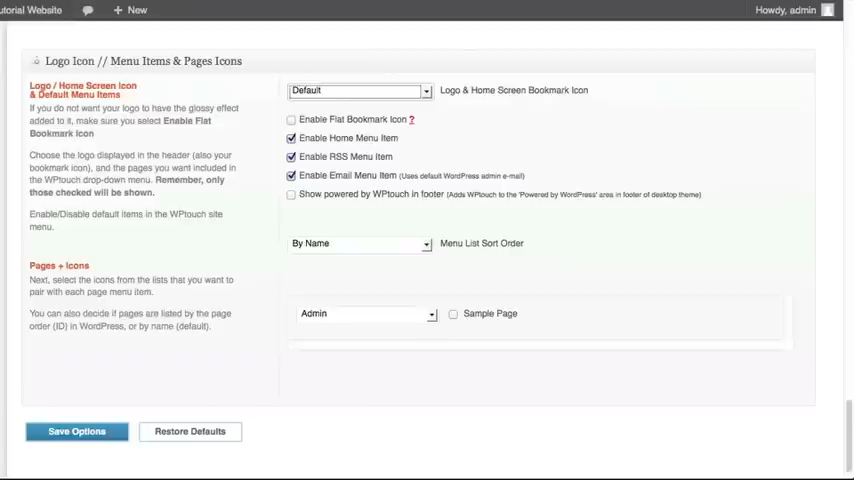 utorial Website
New
Howdy, admin
Logo Icon // Menu Items & Pages Icons
Logo / Home Screen Icon
& Default Menu Items
If you do not want your logo to have the glossy effect
added to it, make sure you select Enable Flat
Bookmark Icon
Choose the logo displayed in the header (also your
bookmark icon), and the pages you want included in
the WPtouch drop-down menu. Remember, only
those checked will be shown.
Enable/Disable default items in the WPtouch site
menu.
Default
Logo & Home Screen Bookmark Icon
Enable Flat Bookmark Icon ?
Enable Home Menu Item
Enable RSS Menu Item
Enable Email Menu Item (Uses default WordPress admin e-mail)
Show powered by WPtouch in footer (Adds WPtouch to the 'Powered by WordPress' area in footer of desktop theme)
By Name
Menu List Sort Order
Pages + Icons
Next, select the icons from the lists that you want to
pair with each page menu item.
You can also decide if pages are listed by the page
order (ID) in WordPress, or by name (default).
Admin
Sample Page
Save Options
Restore Defaults